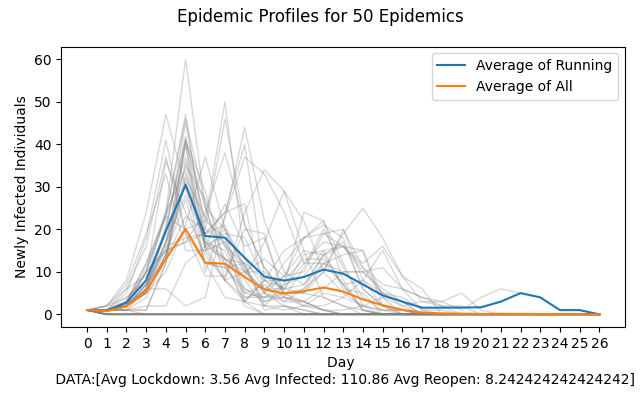 Epidemic Profiles for 50 Epidemics
Average of Running
Average of All
Newly Infected Individuals
60
50
40
30
20
10
0
0 1 2 3 4 5 6 7 8 9 10 11 12 13 14 15 16 17 18 19 20 21 22 23 24 25 26
Day
DATA:[Avg Lockdown: 3.56 Avg Infected: 110.86 Avg Reopen: 8.242424242424242]